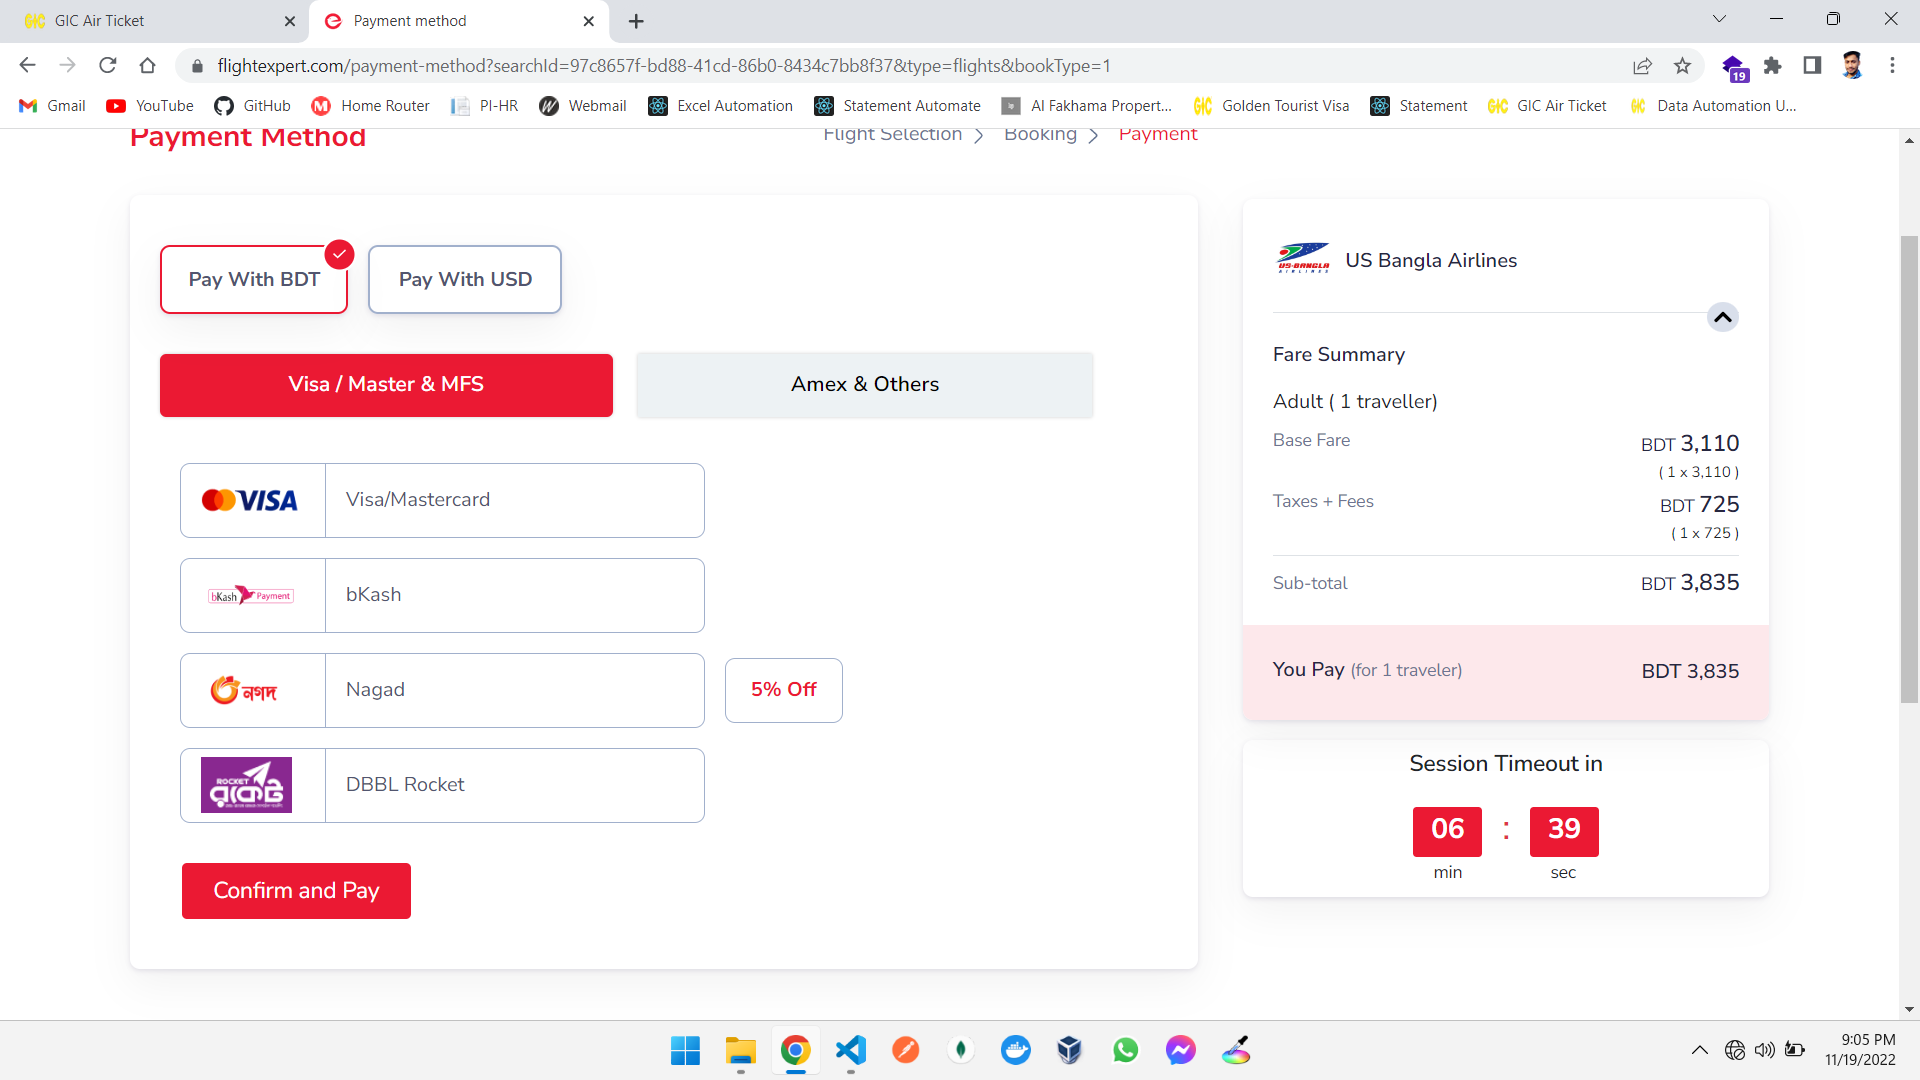 GIC GIC Air Ticket
Payment method
flightexpert.com/payment-method?searchId=97c8657f-bd88-41cd-86b0-8434c7bb8f37&type=flights&bookType=1
19
Gmail YouTube GitHub Home Router PI-HR Webmail Excel Automation Statement Automate Al Fakhama Propert... GIC Golden Tourist Visa Statement GIC GIC Air Ticket GIC Data Automation U...
Payment Method
Flight Selection Booking Payment
Pay With BDT
Pay With USD
Visa / Master & MFS
Amex & Others
VISA Visa/Mastercard
bKash Payment bKash
নগদ Nagad
5% Off
ROCKET
রকেট
DBBL Rocket
Confirm and Pay
US-BANGLA
AIRLINES
US Bangla Airlines
Fare Summary
Adult ( 1 traveller)
Base Fare BDT 3,110
( 1 x 3,110 )
Taxes + Fees BDT 725
( 1 x 725 )
Sub-total BDT 3,835
You Pay (for 1 traveler) BDT 3,835
Session Timeout in
06 : 39
min sec
9:05 PM
11/19/2022